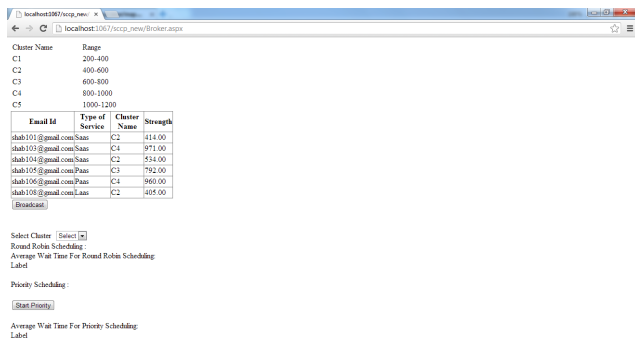 localhost:1067/sccp_new/
localhost:1067/sccp_new/Broker.aspx
Cluster Name Range
C1 200-400
C2 400-600
C3 600-800
C4 800-1000
C5 1000-1200
Email Id Type of Service Cluster Name Strength
shab101@gmail.com Saas C2 414.00
shab103@gmail.com Saas C4 971.00
shab104@gmail.com Saas C2 534.00
shab105@gmail.com Paas C3 792.00
shab106@gmail.com Paas C4 960.00
shab108@gmail.com Laas C2 405.00
Broadcast
Select Cluster Select
Round Robin Scheduling :
Average Wait Time For Round Robin Scheduling:
Label
Priority Scheduling :
Start Priority
Average Wait Time For Priority Scheduling:
Label